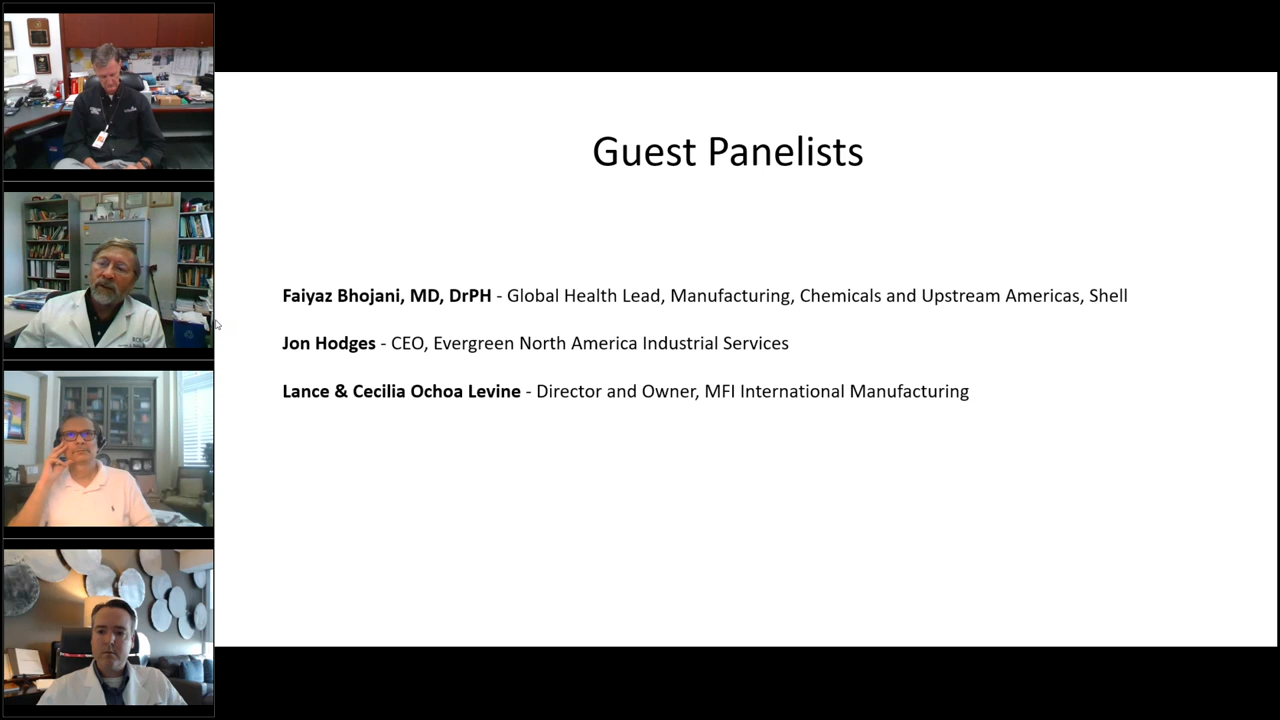 Guest Panelists
Faiyaz Bhojani, MD, DrPH - Global Health Lead, Manufacturing, Chemicals and Upstream Americas, Shell
Jon Hodges - CEO, Evergreen North America Industrial Services
Lance & Cecilia Ochoa Levine - Director and Owner, MFI International Manufacturing